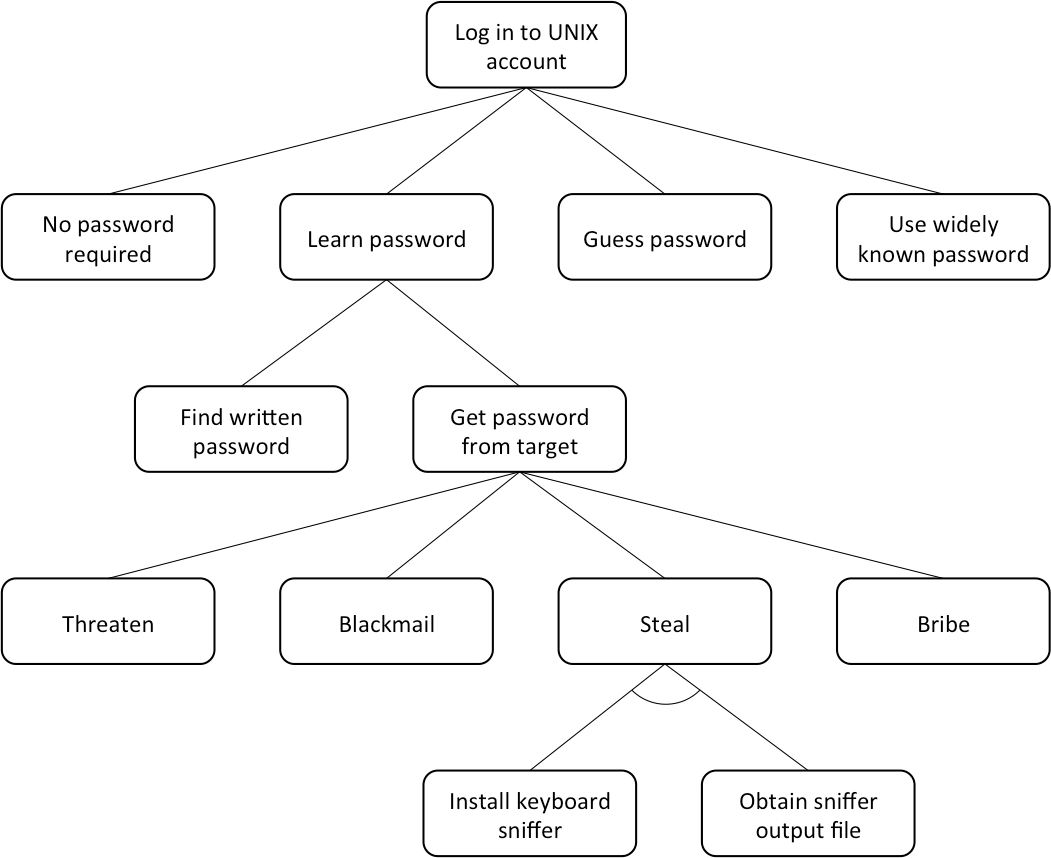 Log in to UNIX
account
No password
required
Learn password
Guess password
Use widely
known password
Find written
password
Get password
from target
Threaten
Blackmail
Steal
Bribe
Install keyboard
sniffer
Obtain sniffer
output file